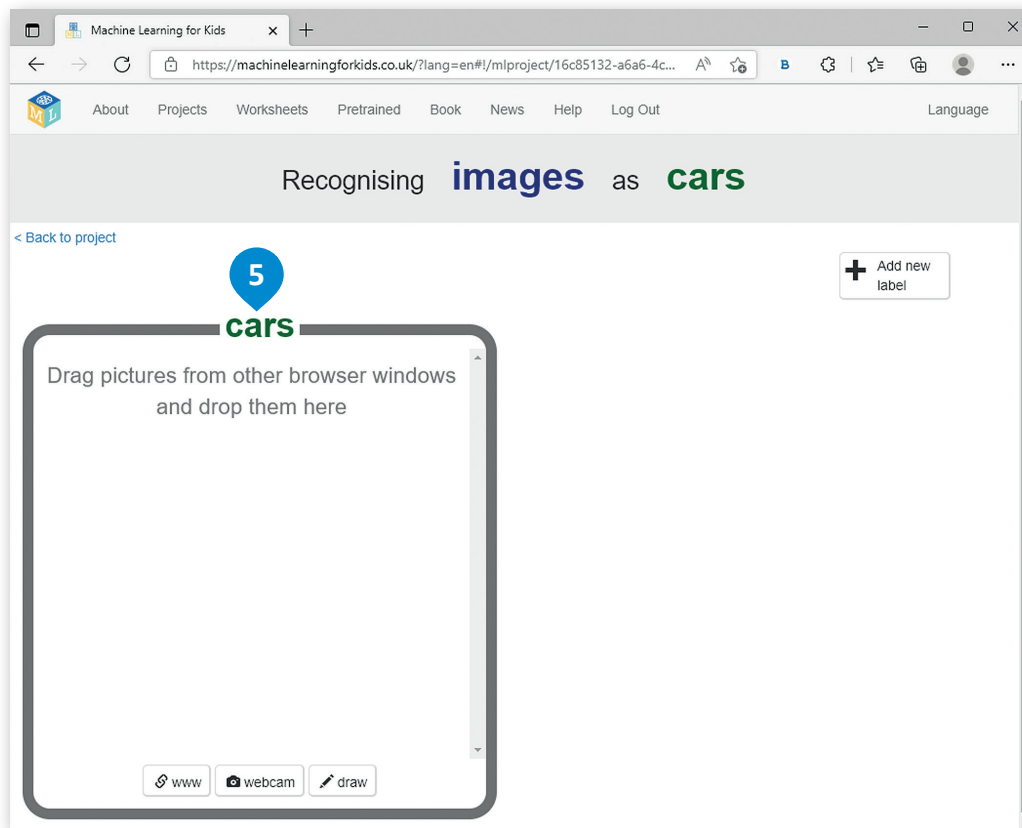 Machine Learning for Kids
https://machinelearningforkids.co.uk/?lang=en#!/mlproject/16c85132-a6a6-4c...
B
ML
About Projects Worksheets Pretrained Book News Help Log Out Language
Recognising images as cars
< Back to project
Add new
label
5
cars
Drag pictures from other browser windows
and drop them here
www webcam draw